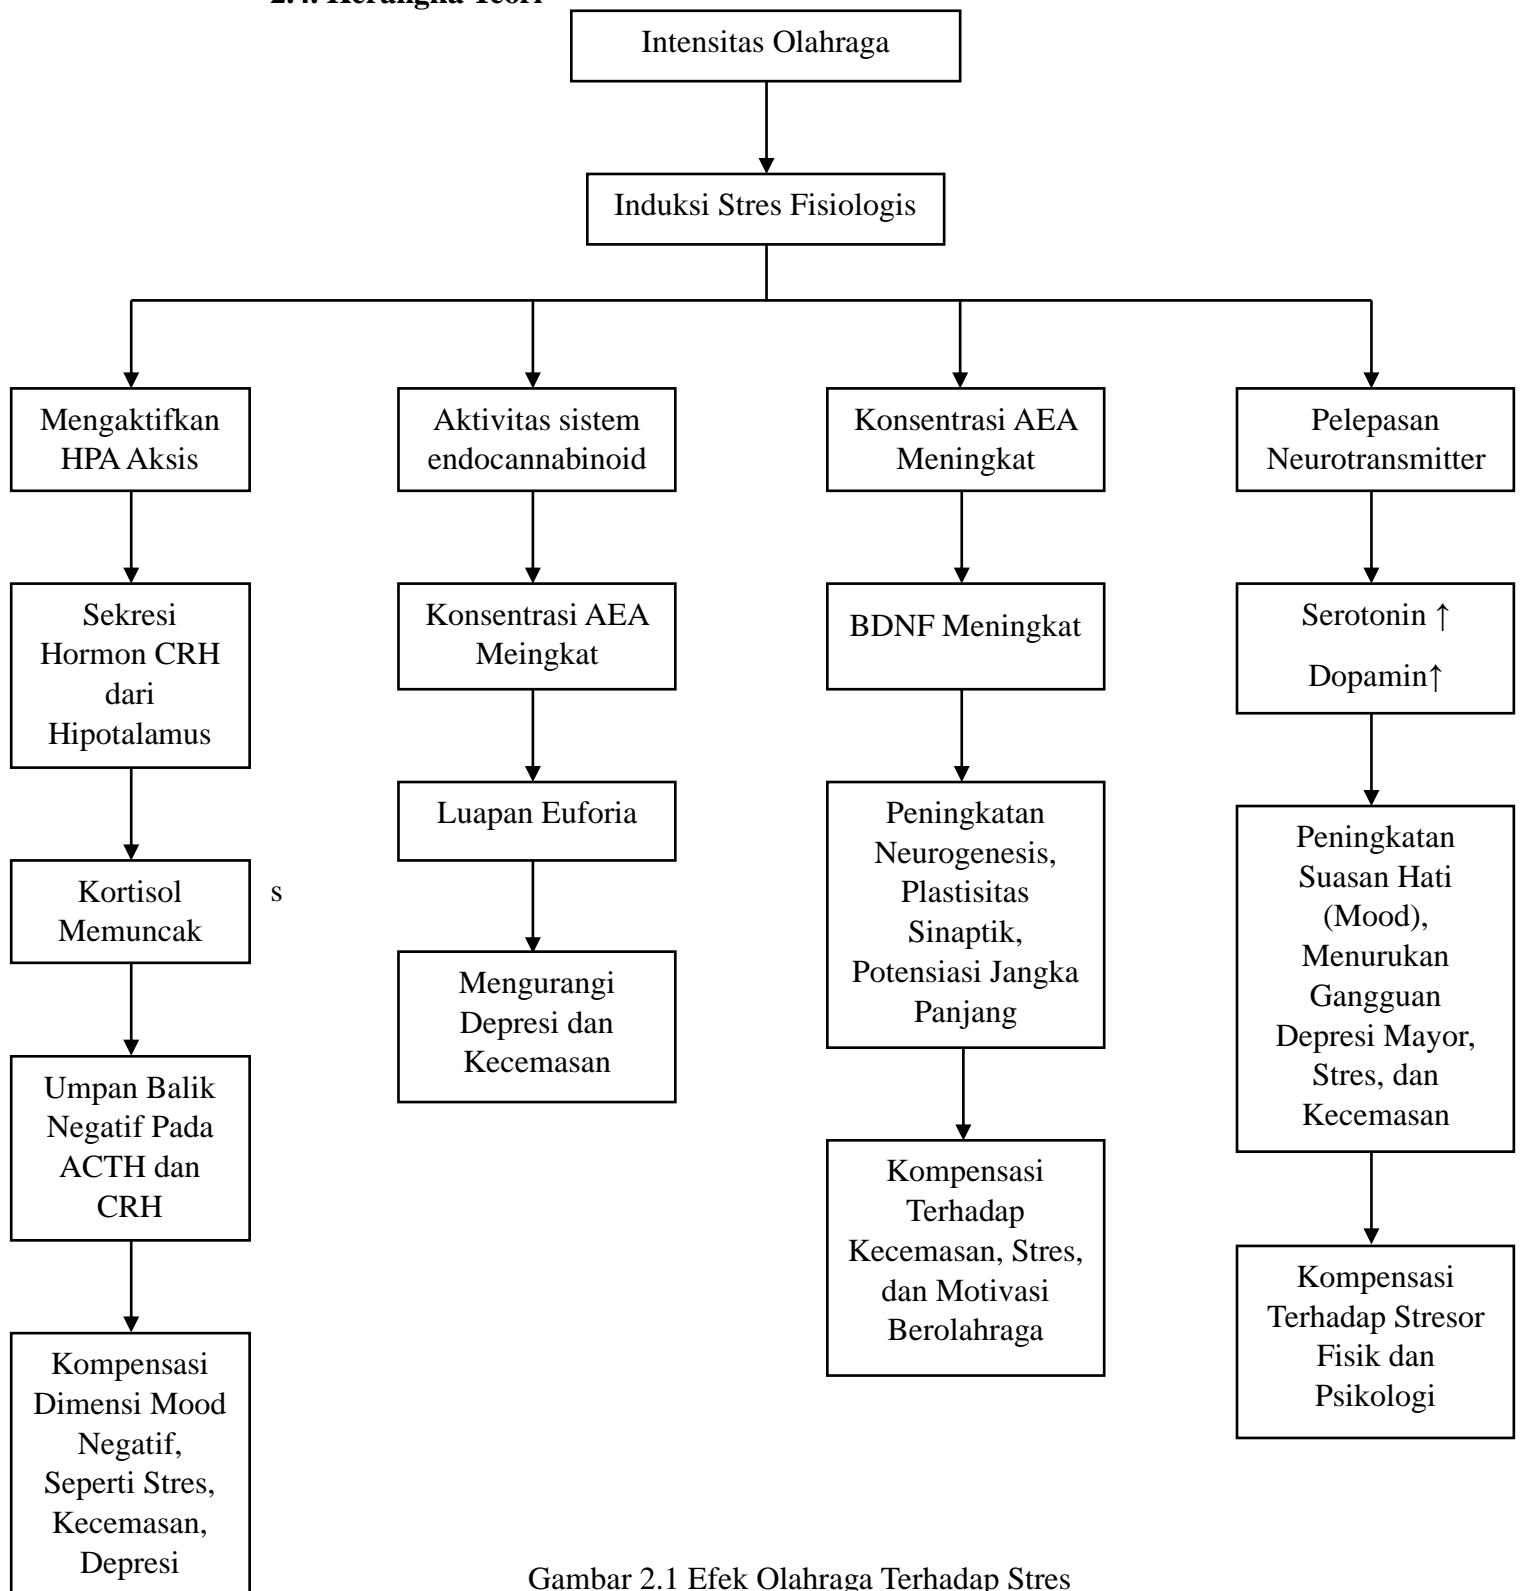 2.4. Kerangka Teori
Intensitas Olahraga
Induksi Stres Fisiologis
Mengaktifkan
HPA Aksis
Aktivitas sistem
endocannabinoid
Konsentrasi AEA
Meningkat
Pelepasan
Neurotransmitter
Sekresi
Hormon CRH
dari
Hipotalamus
Konsentrasi AEA
Meingkat
BDNF Meningkat
Serotonin ↑
Dopamin↑
Kortisol
Memuncak
s
Luapan Euforia
Peningkatan
Neurogenesis,
Plastisitas
Sinaptik,
Potensiasi Jangka
Panjang
Peningkatan
Suasan Hati
(Mood),
Menurukan
Gangguan
Depresi Mayor,
Stres, dan
Kecemasan
Umpan Balik
Negatif Pada
ACTH dan
CRH
Mengurangi
Depresi dan
Kecemasan
Kompensasi
Terhadap
Kecemasan, Stres,
dan Motivasi
Berolahraga
Kompensasi
Terhadap Stresor
Fisik dan
Psikologi
Kompensasi
Dimensi Mood
Negatif,
Seperti Stres,
Kecemasan,
Depresi
Gambar 2.1 Efek Olahraga Terhadap Stres